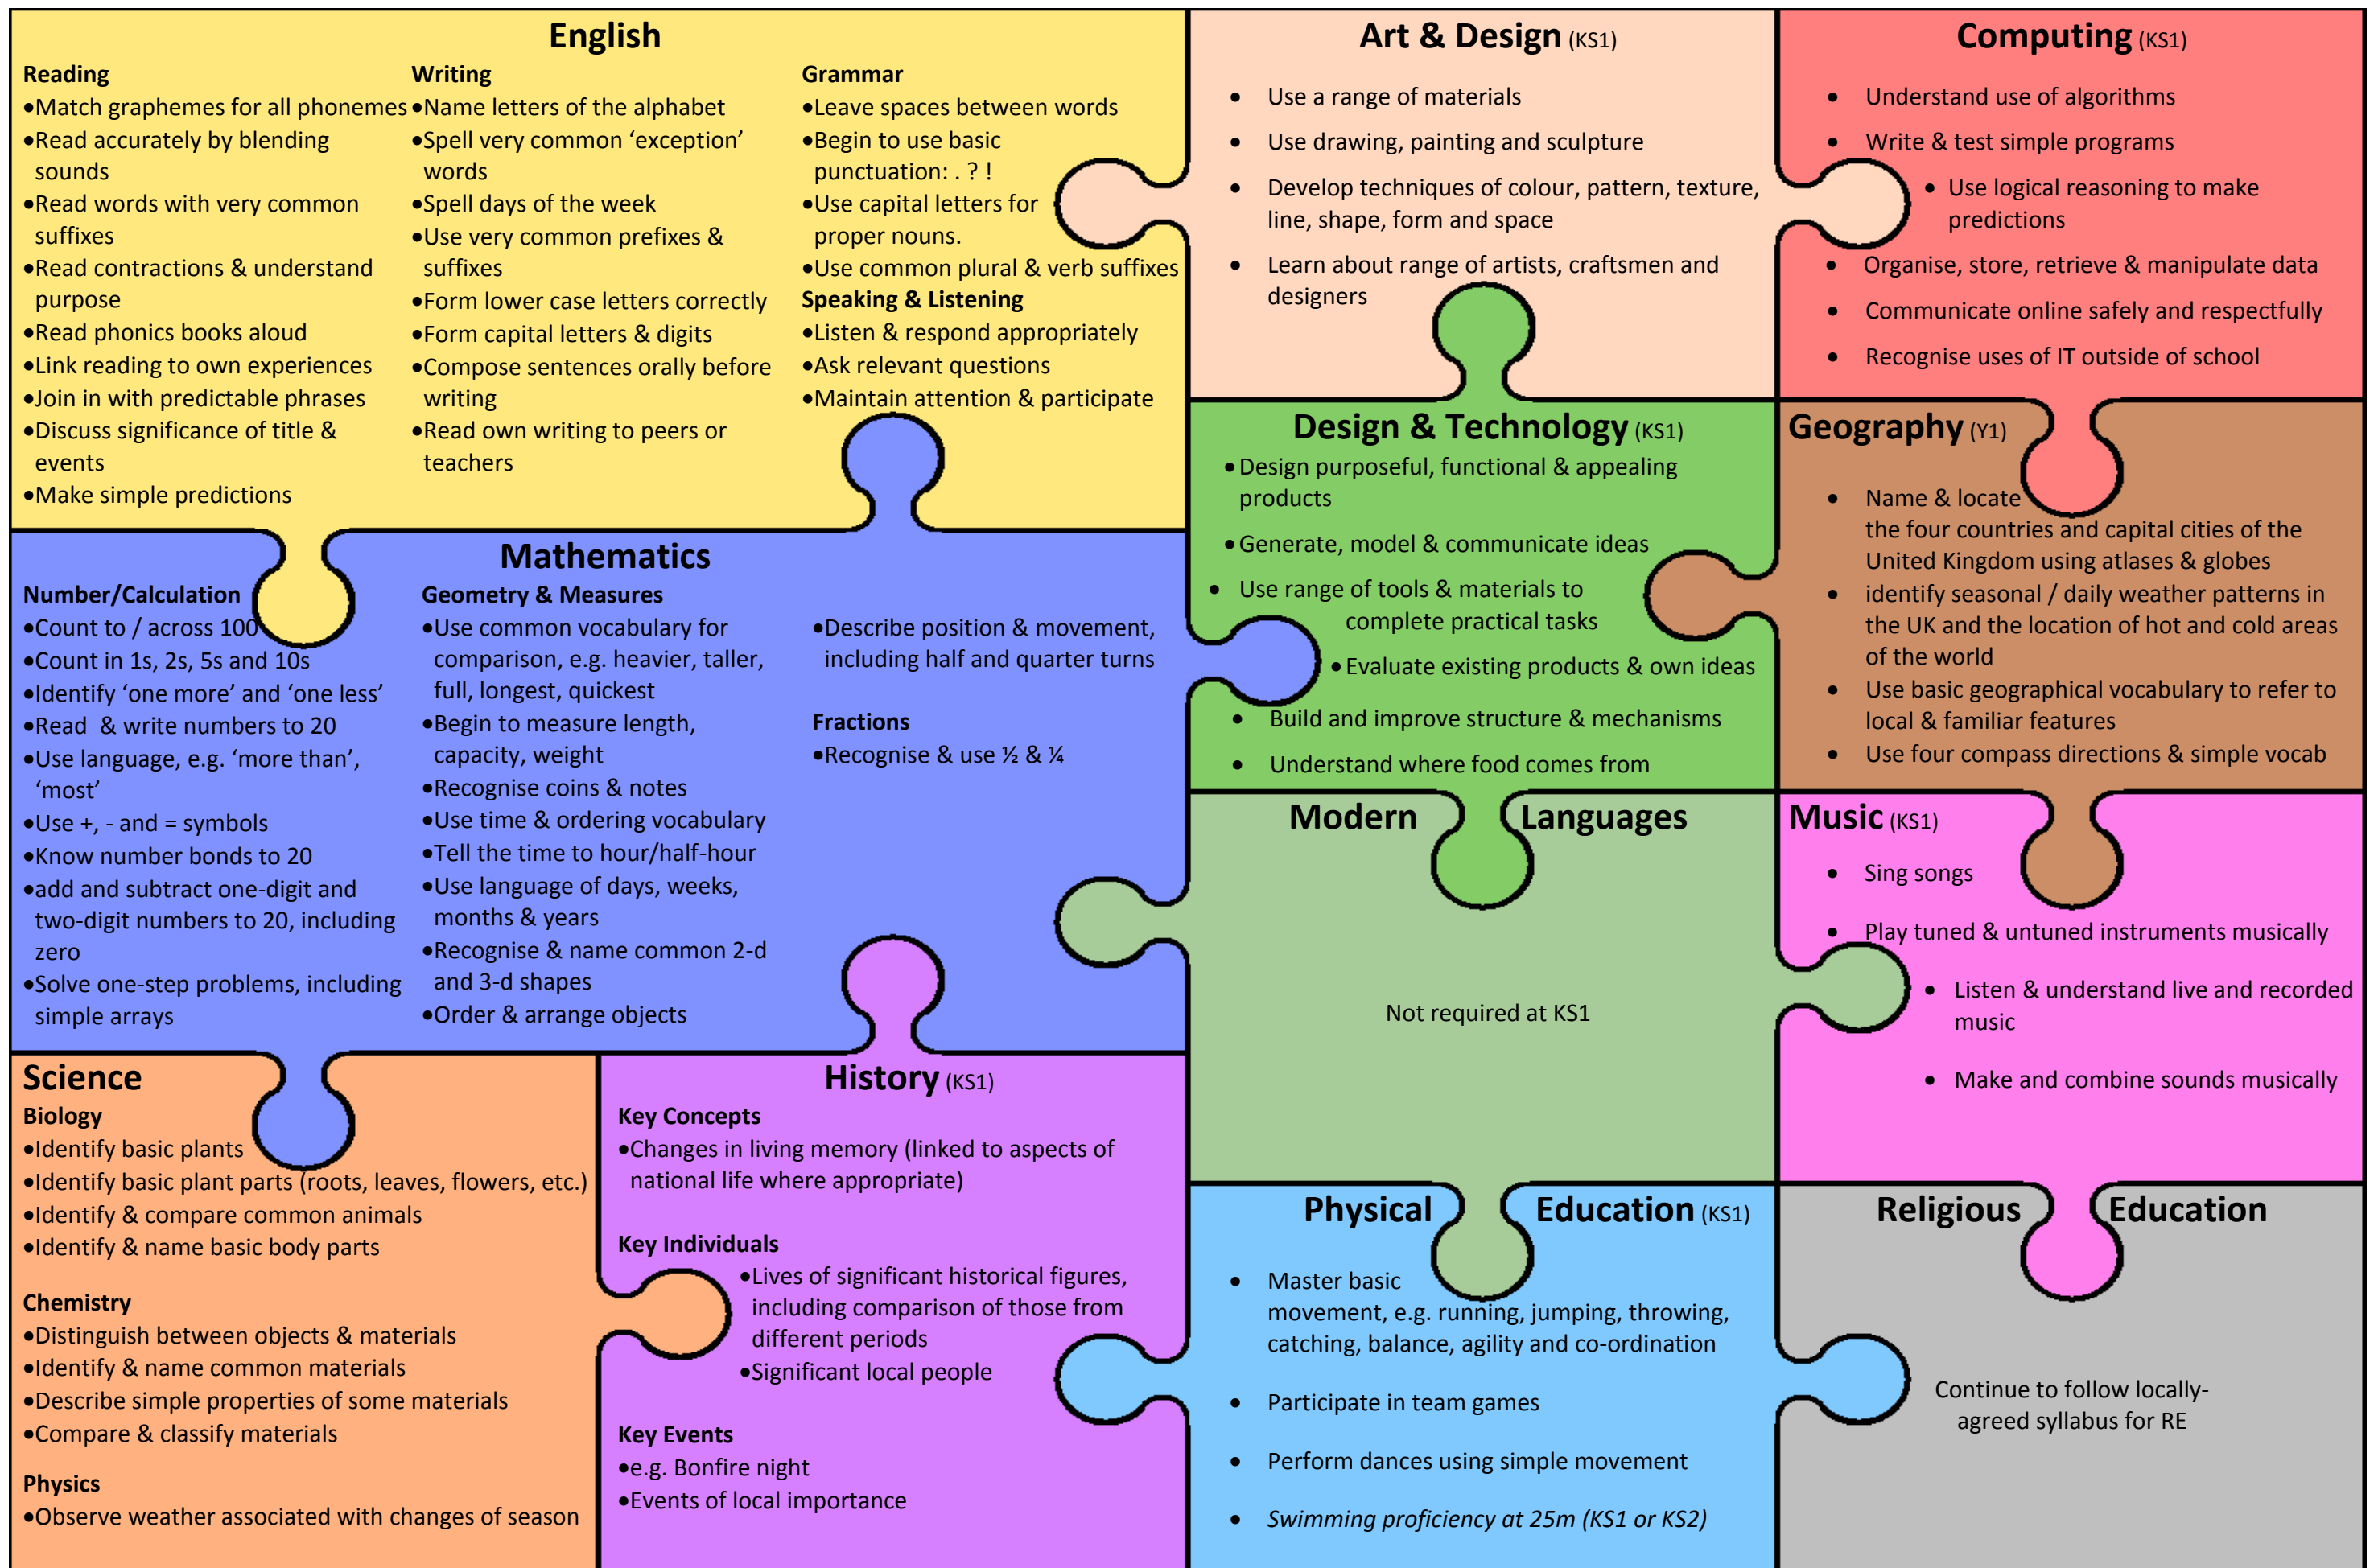 English
Reading
•Match graphemes for all phonemes
•Read accurately by blending
sounds
•Read words with very common
suffixes
•Read contractions & understand
purpose
•Read phonics books aloud
•Link reading to own experiences
•Join in with predictable phrases
•Discuss significance of title &
events
•Make simple predictions
Writing
•Name letters of the alphabet
•Spell very common ‘exception’
words
•Spell days of the week
•Use very common prefixes &
suffixes
•Form lower case letters correctly
•Form capital letters & digits
•Compose sentences orally before
writing
•Read own writing to peers or
teachers
Grammar
•Leave spaces between words
•Begin to use basic
punctuation: . ? !
•Use capital letters for
proper nouns.
•Use common plural & verb suffixes
Speaking & Listening
•Listen & respond appropriately
•Ask relevant questions
•Maintain attention & participate
Art & Design (KS1)
• Use a range of materials
• Use drawing, painting and sculpture
• Develop techniques of colour, pattern, texture,
line, shape, form and space
• Learn about range of artists, craftsmen and
designers
Computing (KS1)
• Understand use of algorithms
• Write & test simple programs
• Use logical reasoning to make
predictions
• Organise, store, retrieve & manipulate data
• Communicate online safely and respectfully
• Recognise uses of IT outside of school
Mathematics
Number/Calculation
•Count to / across 100
•Count in 1s, 2s, 5s and 10s
•Identify ‘one more’ and ‘one less’
•Read & write numbers to 20
•Use language, e.g. ‘more than’,
‘most’
•Use +, - and = symbols
•Know number bonds to 20
•add and subtract one-digit and
two-digit numbers to 20, including
zero
•Solve one-step problems, including
simple arrays
Geometry & Measures
•Use common vocabulary for
comparison, e.g. heavier, taller,
full, longest, quickest
•Begin to measure length,
capacity, weight
•Recognise coins & notes
•Use time & ordering vocabulary
•Tell the time to hour/half-hour
•Use language of days, weeks,
months & years
•Recognise & name common 2-d
and 3-d shapes
•Order & arrange objects
•Describe position & movement,
including half and quarter turns
Fractions
•Recognise & use ½ & ¼
Design & Technology (KS1)
•Design purposeful, functional & appealing
products
•Generate, model & communicate ideas
• Use range of tools & materials to
complete practical tasks
•Evaluate existing products & own ideas
• Build and improve structure & mechanisms
• Understand where food comes from
Geography (Y1)
• Name & locate
the four countries and capital cities of the
United Kingdom using atlases & globes
• identify seasonal / daily weather patterns in
the UK and the location of hot and cold areas
of the world
• Use basic geographical vocabulary to refer to
local & familiar features
• Use four compass directions & simple vocab
Modern Languages
Not required at KS1
Music (KS1)
• Sing songs
• Play tuned & untuned instruments musically
• Listen & understand live and recorded
music
• Make and combine sounds musically
Science
Biology
•Identify basic plants
•Identify basic plant parts (roots, leaves, flowers, etc.)
•Identify & compare common animals
•Identify & name basic body parts
Chemistry
•Distinguish between objects & materials
•Identify & name common materials
•Describe simple properties of some materials
•Compare & classify materials
Physics
•Observe weather associated with changes of season
History (KS1)
Key Concepts
•Changes in living memory (linked to aspects of
national life where appropriate)
Key Individuals
•Lives of significant historical figures,
including comparison of those from
different periods
•Significant local people
Key Events
•e.g. Bonfire night
•Events of local importance
Physical Education (KS1)
• Master basic
movement, e.g. running, jumping, throwing,
catching, balance, agility and co-ordination
• Participate in team games
• Perform dances using simple movement
• Swimming proficiency at 25m (KS1 or KS2)
Religious Education
Continue to follow locally-
agreed syllabus for RE